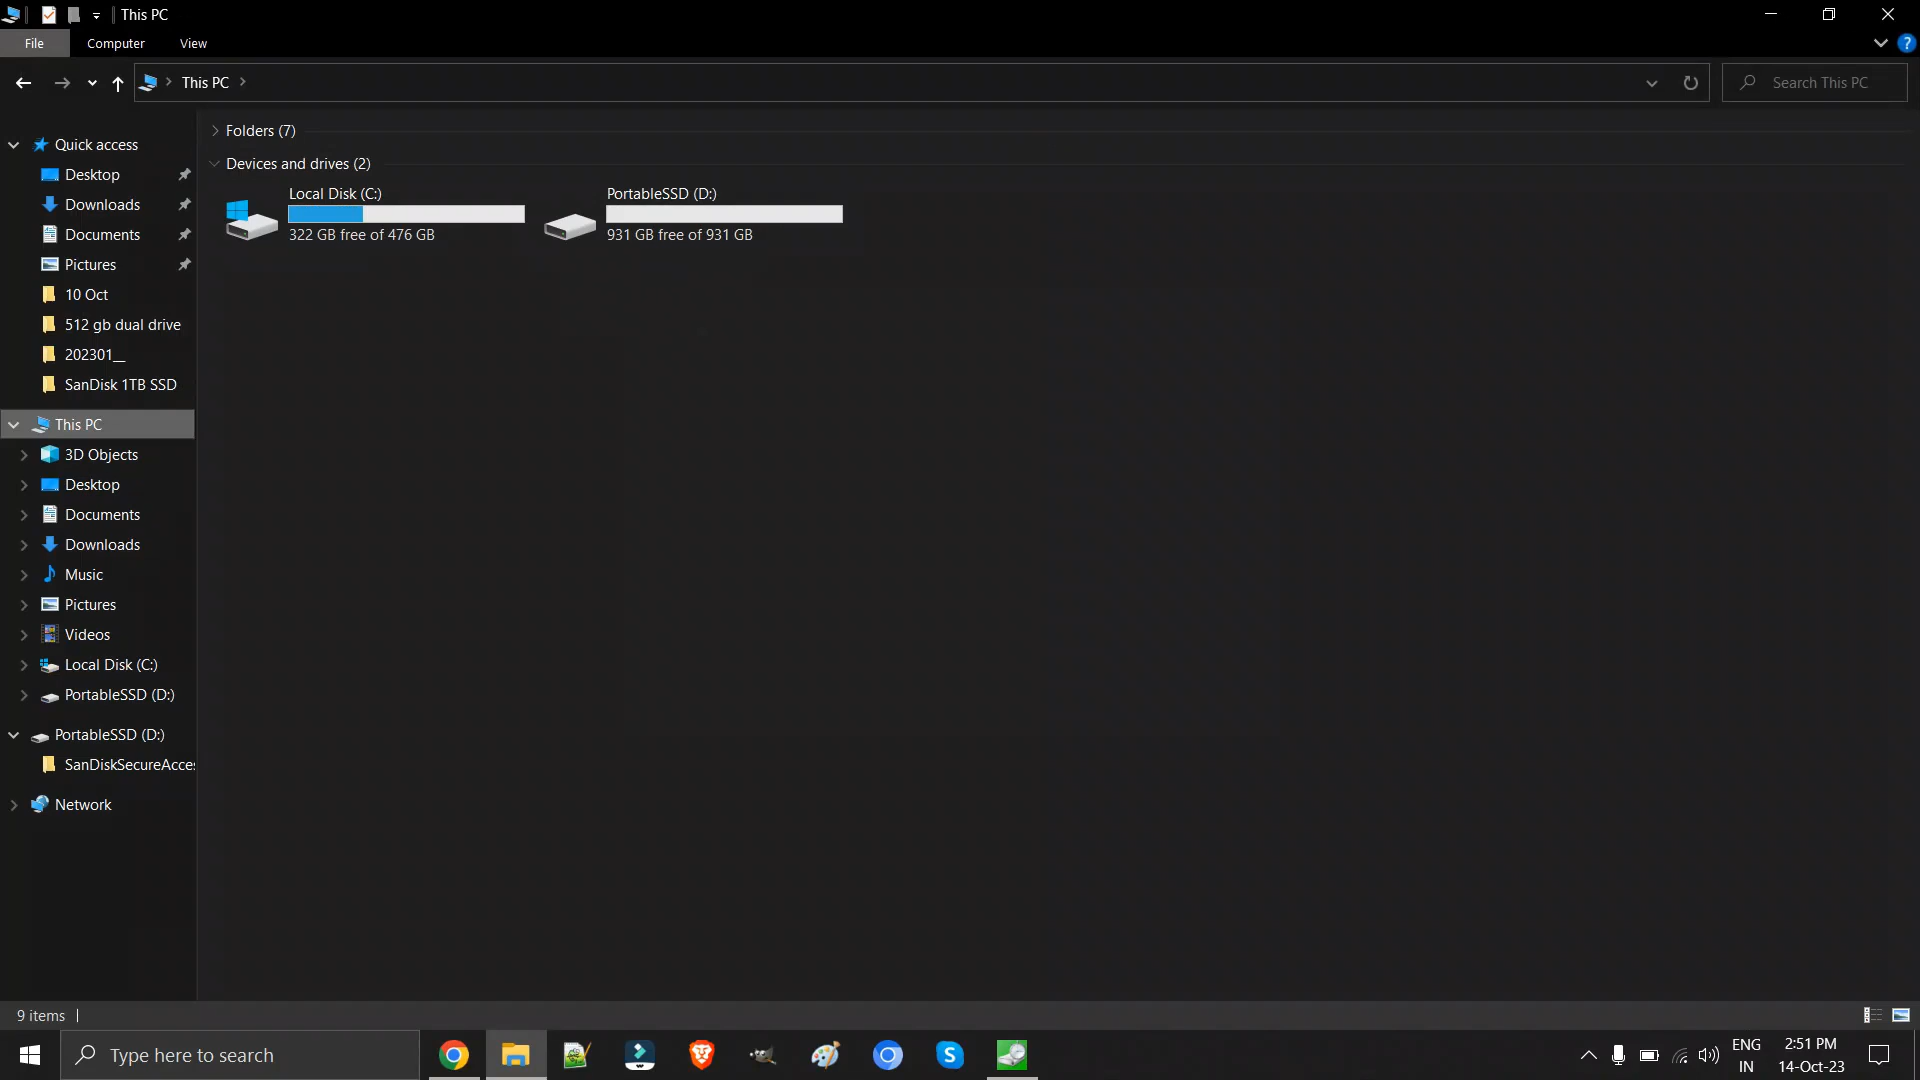 This PC
File
Computer
View
This PC
Search This PC
Quick access
Desktop
Downloads
Documents
Pictures
10 Oct
512 gb dual drive
202301__
SanDisk 1TB SSD
This PC
3D Objects
Desktop
Documents
Downloads
Music
Pictures
Videos
Local Disk (C:)
PortableSSD (D:)
PortableSSD (D:)
SanDiskSecureAcces
Network
Folders (7)
Devices and drives (2)
Local Disk (C:)
322 GB free of 476 GB
PortableSSD (D:)
931 GB free of 931 GB
9 items
Type here to search
ENG
IN
2:51 PM
14-Oct-23